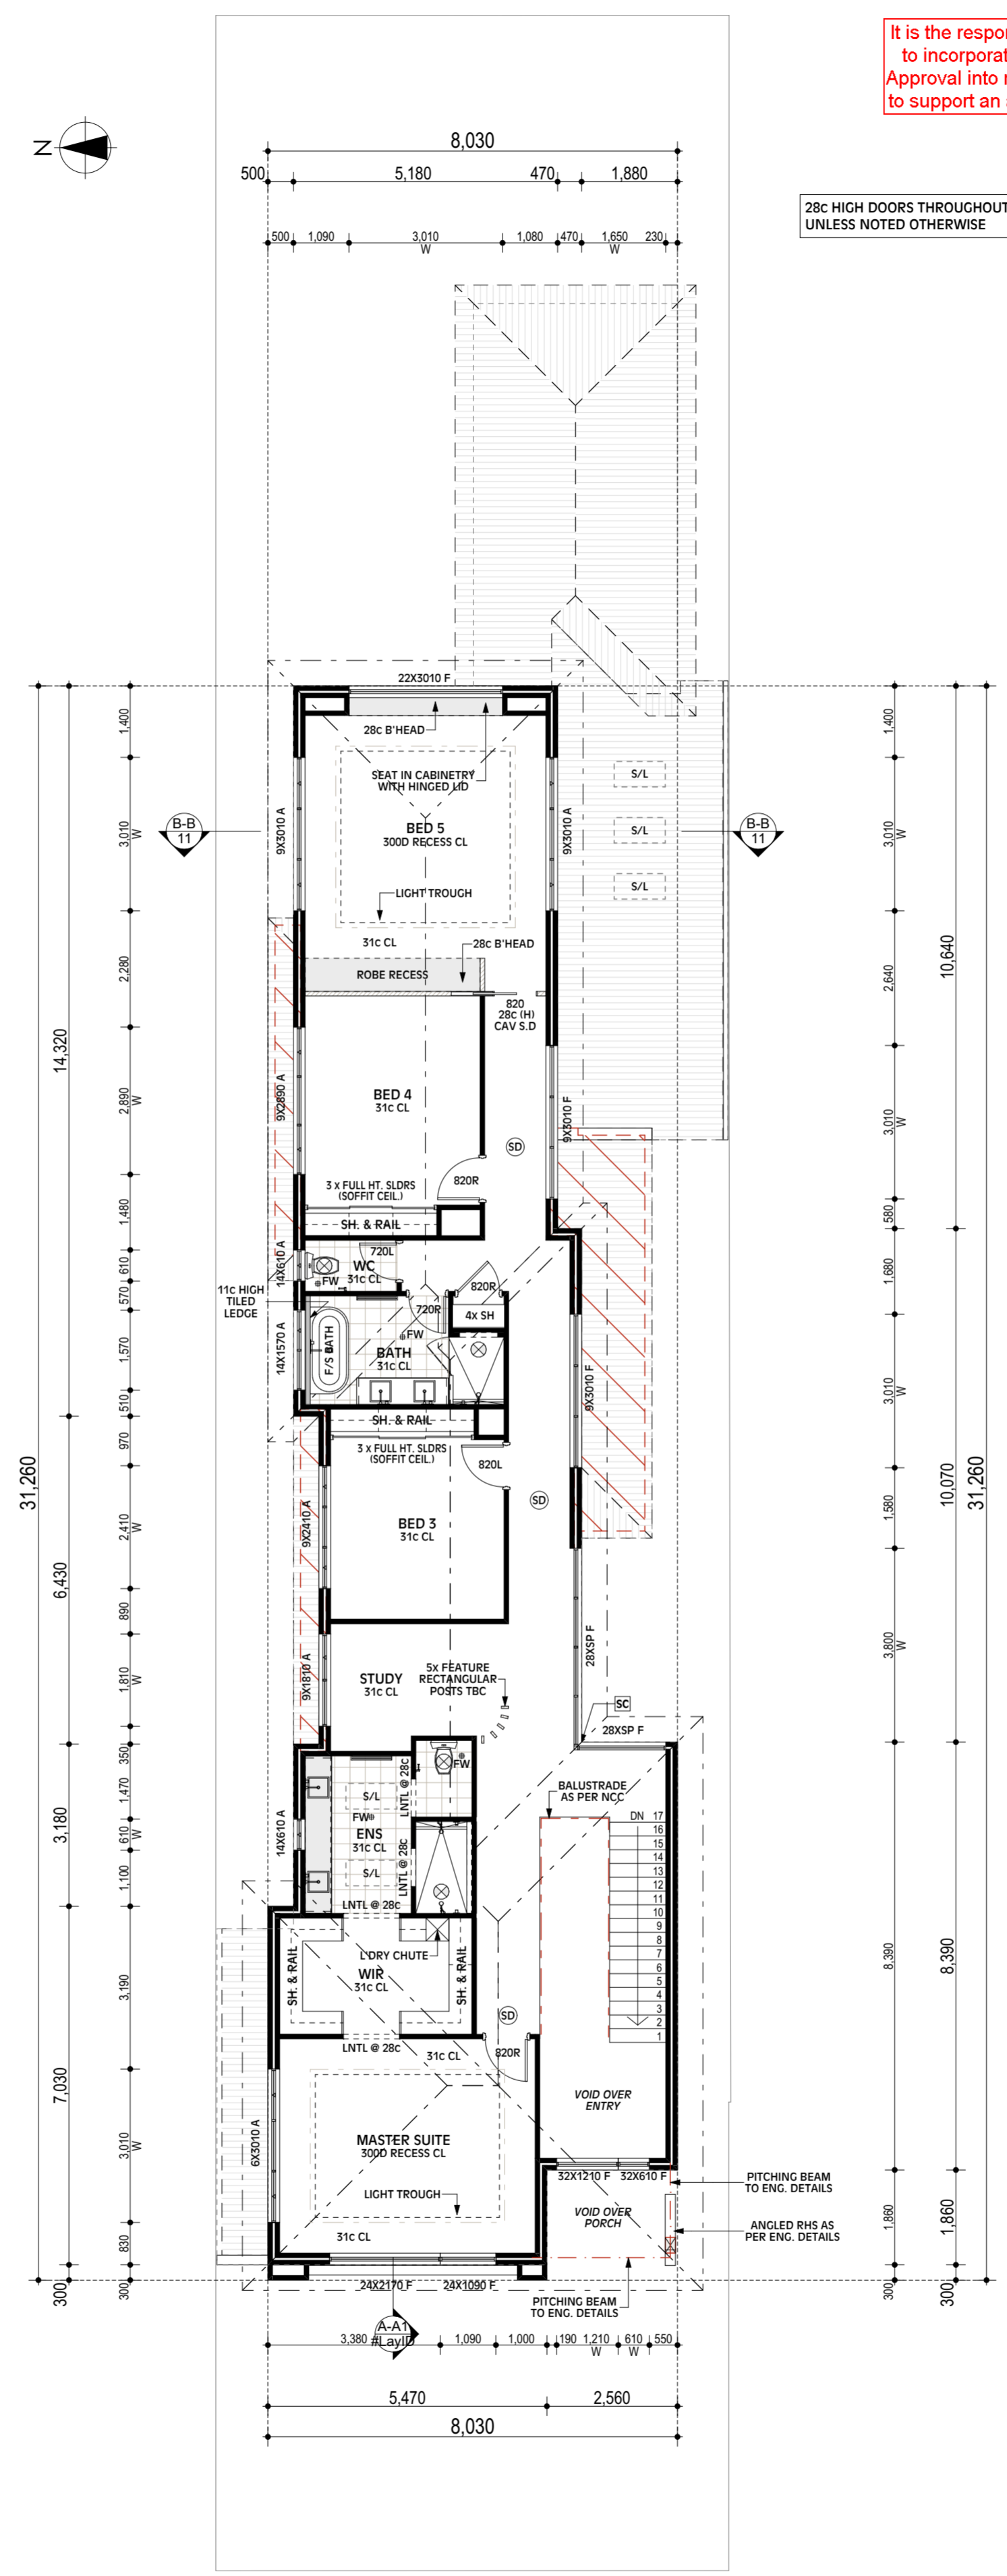 It is the respon
to incorporat
Approval into r
to support an
28c HIGH DOORS THROUGHOUT
UNLESS NOTED OTHERWISE
N
8,030
500 5,180 470 1,880
500 1,090 3,010 1,080 470 1,650 230
W W
22X3010 F
28c B'HEAD
SEAT IN CABINETRY
WITH HINGED LID
BED 5
300D RECESS CL
LIGHT TROUGH
31c CL
28c B'HEAD
ROBE RECESS
9X3010 A
9X3010 A
S/L
S/L
S/L
B-B
11
B-B
11
820
28c (H)
CAV S.D
BED 4
31c CL
9X2890 A
9X3010 F
SD
820R
3 x FULL HT. SLDRS
(SOFFIT CEIL.)
SH. & RAIL
720L
WC
31c CL
FW
14X610 A
11c HIGH
TILED
LEDGE
820R
4x SH
720R
FW
BATH
31c CL
F/S BATH
14X1570 A
9X3010 F
SH. & RAIL
3 x FULL HT. SLDRS
(SOFFIT CEIL.)
820L
SD
BED 3
31c CL
9X2410 A
28XSP F
STUDY
31c CL
9X1810 A
5x FEATURE
RECTANGULAR
POSTS TBC
SC
28XSP F
FW
LNTL @ 28c
S/L
FW
ENS
31c CL
S/L
LNTL @ 28c
LNTL @ 28c
14X610 A
BALUSTRADE
AS PER NCC
DN 17
16
15
14
13
12
11
10
9
8
7
6
5
4
3
2
1
L'DRY CHUTE
WIR
31c CL
SH. & RAIL
SH. & RAIL
SD
LNTL @ 28c
31c CL
820R
VOID OVER
ENTRY
MASTER SUITE
300D RECESS CL
LIGHT TROUGH
31c CL
6X3010 A
32X1210 F 32X610 F
VOID OVER
PORCH
PITCHING BEAM
TO ENG. DETAILS
ANGLED RHS AS
PER ENG. DETAILS
24X2170 F 24X1090 F
PITCHING BEAM
TO ENG. DETAILS
A-A1
#LayID
3,380 1,090 1,000 190 1,210 610 550
W W
5,470 2,560
8,030
31,260
14,320
6,430
3,180
7,030
300
1,400
3,010 W
2,280
2,890 W
1,480
610
570
1,570
510
970
2,410 W
890
1,810 W
350
1,470
610 W
1,100
3,190
3,010 W
830
300
1,400
3,010 W
2,640
3,010 W
580
1,680
3,010 W
1,580
3,800 W
8,390
1,860
300
10,640
10,070
8,390
1,860
300
31,260